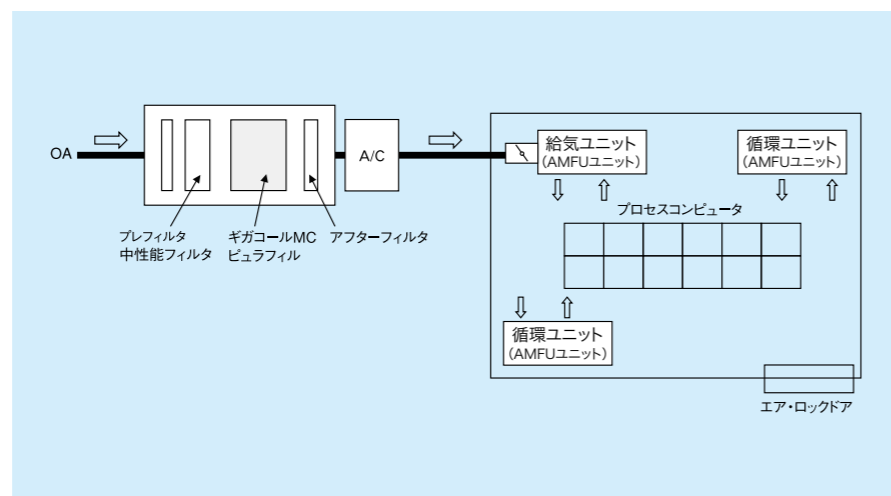 OA
A/C
給気ユニット
(AMFUユニット)
循環ユニット
(AMFUユニット)
プロセスコンピュータ
プレフィルタ
中性能フィルタ
ギガコールMC
ピュラフィル
アフターフィルタ
循環ユニット
(AMFUユニット)
エア・ロックドア